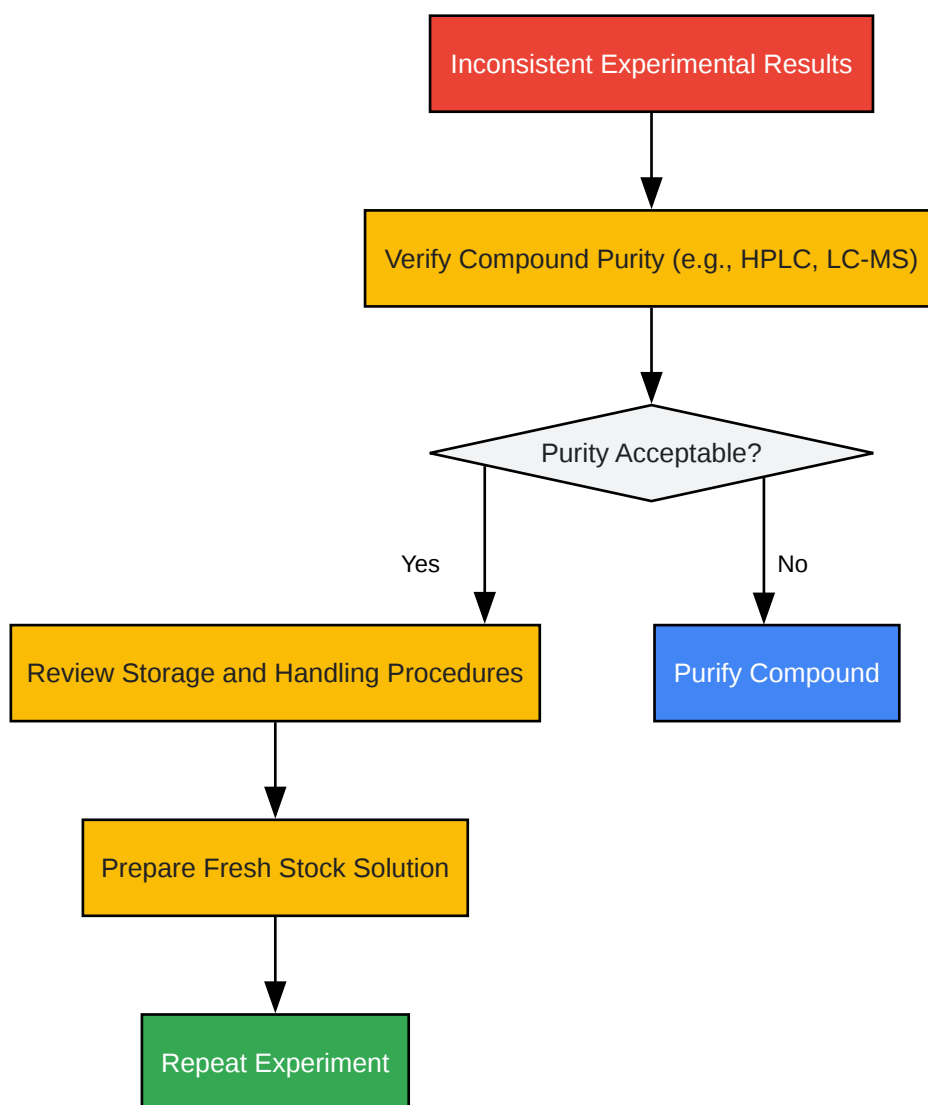 Inconsistent Experimental Results
Verify Compound Purity (e.g., HPLC, LC-MS)
Purity Acceptable?
Yes
No
Review Storage and Handling Procedures
Purify Compound
Prepare Fresh Stock Solution
Repeat Experiment